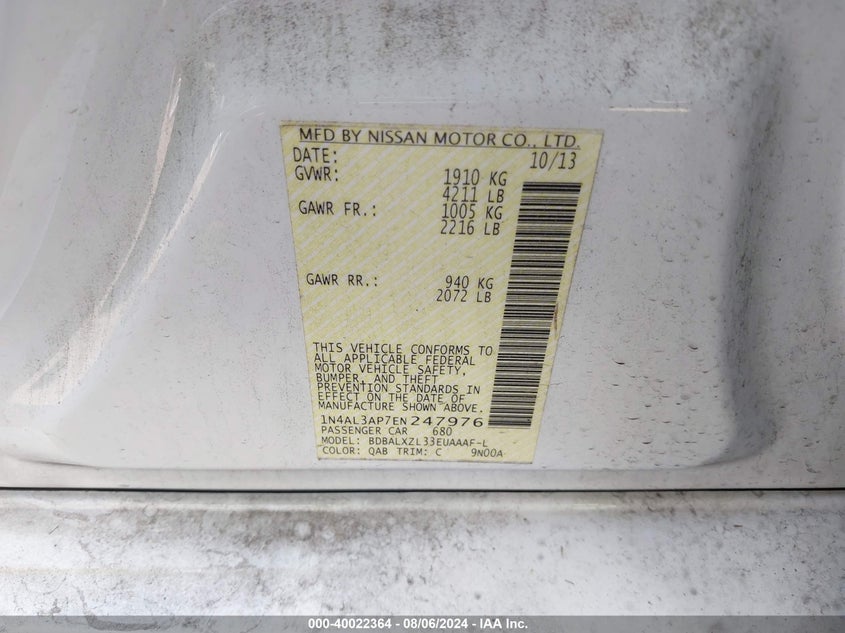 MFD BY NISSAN MOTOR CO., LTD.
DATE: 10/13
GVWR: 1910 KG
4211 LB
GAWR FR.: 1005 KG
2216 LB
GAWR RR.: 940 KG
2072 LB
THIS VEHICLE CONFORMS TO
ALL APPLICABLE FEDERAL
MOTOR VEHICLE SAFETY,
BUMPER, AND THEFT
PREVENTION STANDARDS IN
EFFECT ON THE DATE OF
MANUFACTURE SHOWN ABOVE.
1N4AL3AP7EN247976
PASSENGER CAR 680
MODEL: BDBALXZL33EUAAAF-L
COLOR: QAB TRIM: C 9N00A
000-40022364 - 08/06/2024 - IAA Inc.